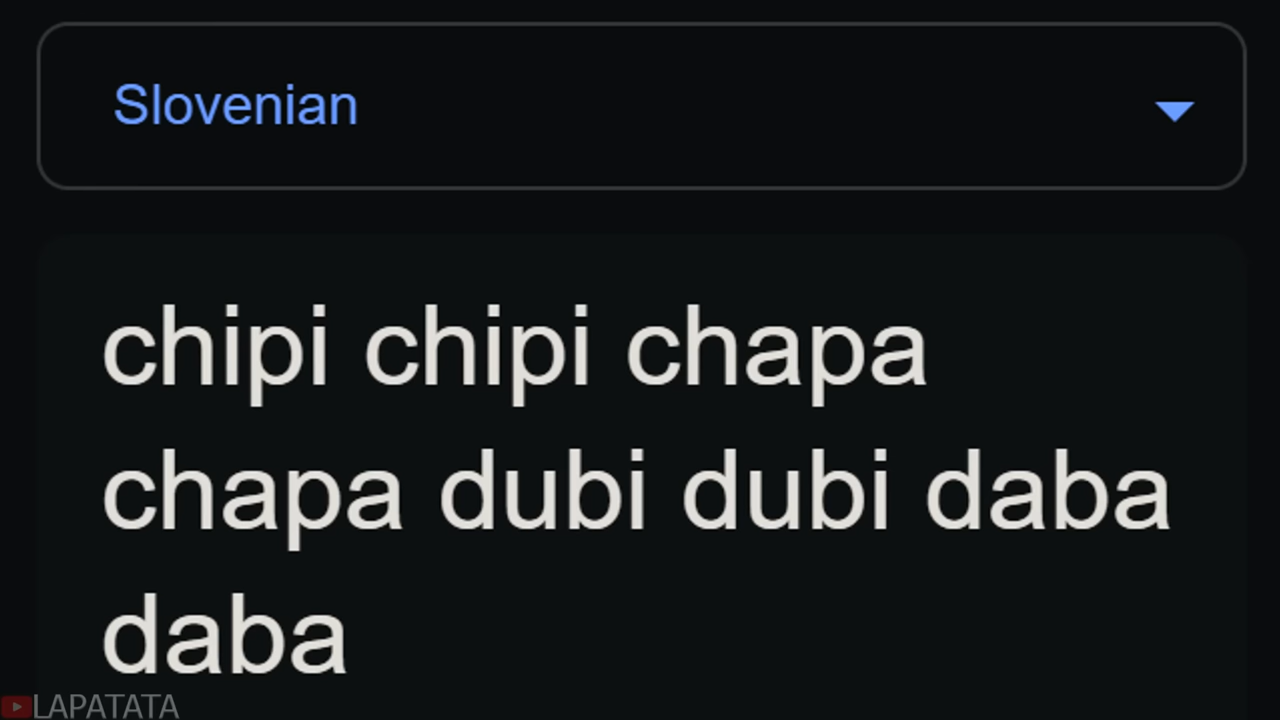 Slovenian
chipi chipi chapa
chapa dubi dubi daba
daba
LAPATATA